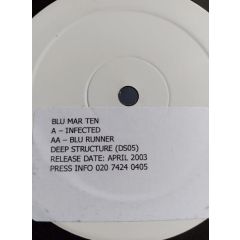 BLU MAR TEN
A – INFECTED
AA – BLU RUNNER
DEEP STRUCTURE (DS05)
RELEASE DATE: APRIL 2003
PRESS INFO 020 7424 0405